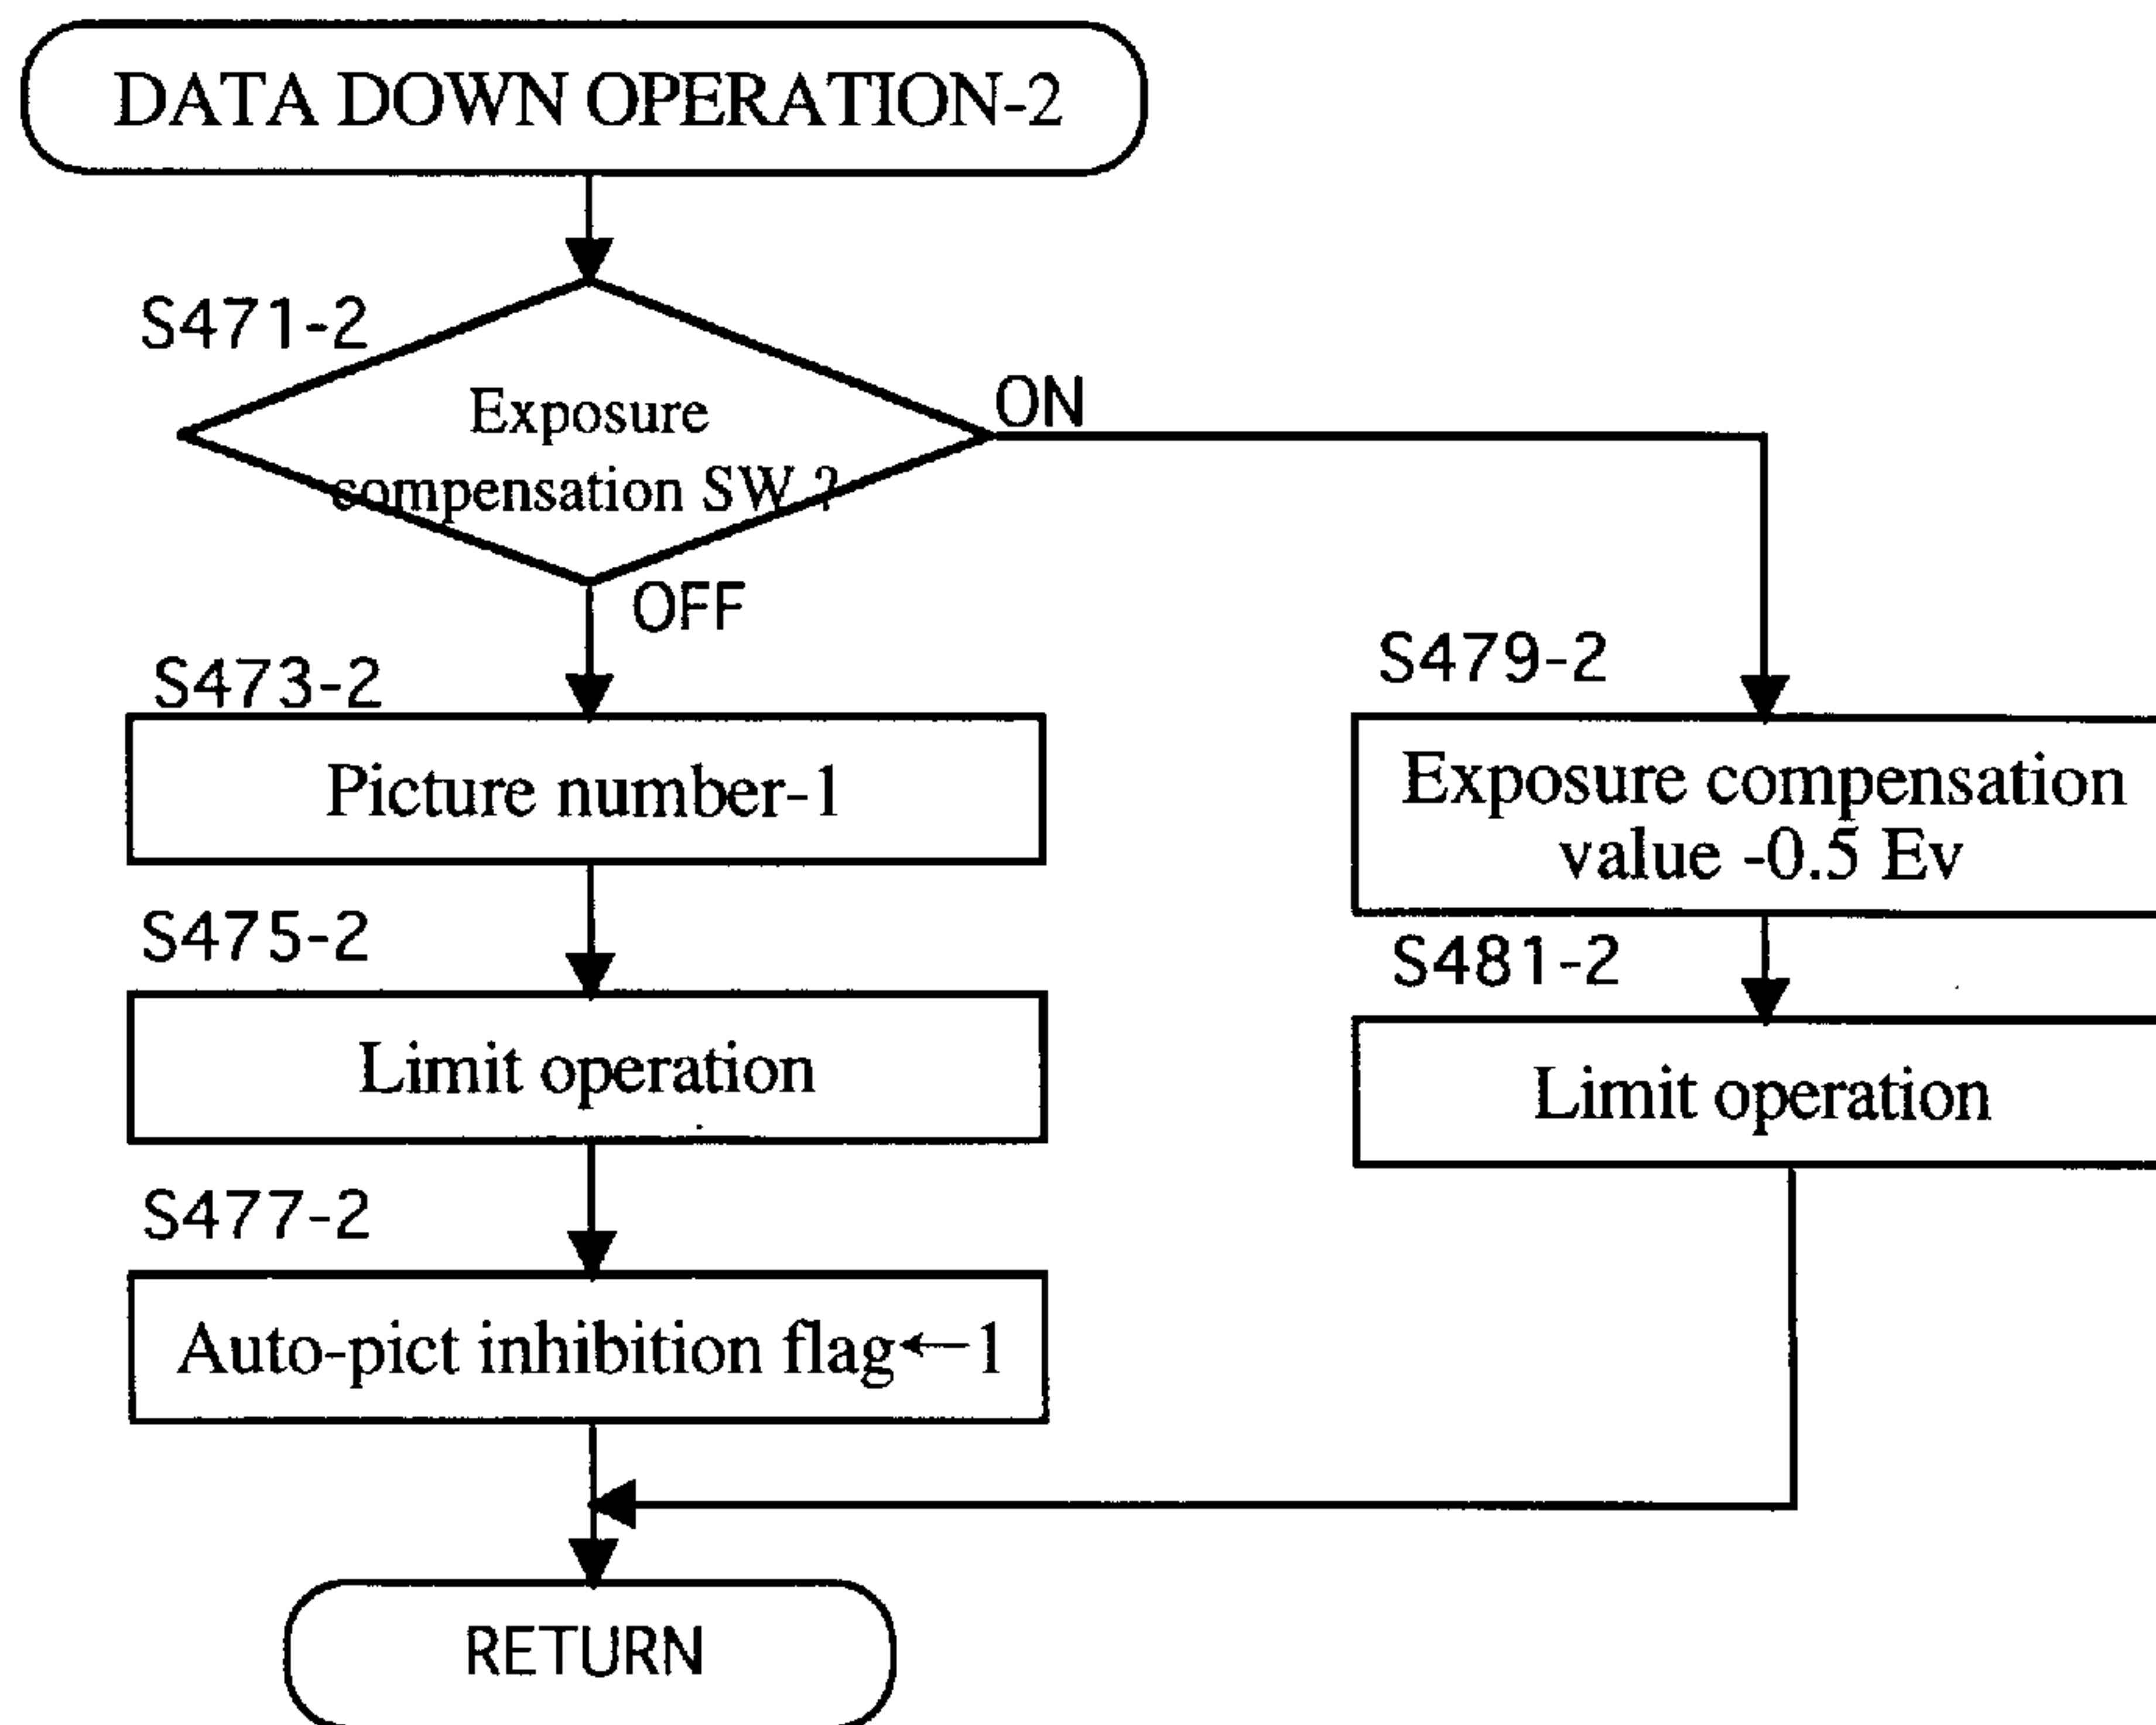 DATA DOWN OPERATION-2
S471-2
Exposure
compensation SW ?
ON
OFF
S473-2
Picture number-1
S475-2
Limit operation
S477-2
Auto-pict inhibition flag←1
S479-2
Exposure compensation
value -0.5 Ev
S481-2
Limit operation
RETURN